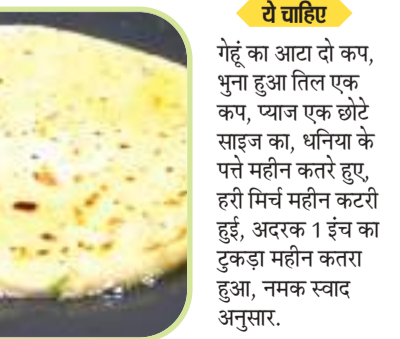 ये चाहिए
गेहूं का आटा दो कप,
भुना हुआ तिल एक
कप, प्याज एक छोटे
साइज का, धनिया के
पत्ते महीन कतरे हुए,
हरी मिर्च महीन कटरी
हुई, अदरक 1 इंच का
टुकड़ा महीन कतरा
हुआ, नमक स्वाद
अनुसार.